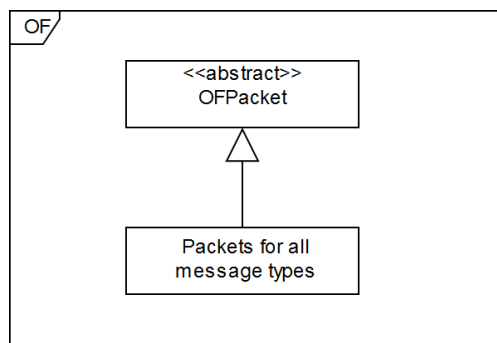 OF
<<abstract>>
OFPacket
Packets for all
message types